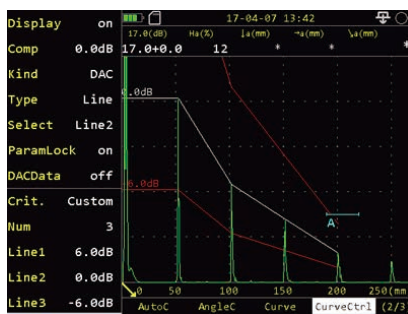 Display on
Comp 0.0dB
Kind DAC
Type Line
Select Line2
ParamLock on
DACData off
Crit. Custom
Num 3
Line1 6.0dB
Line2 0.0dB
Line3 -6.0dB
17-04-07 13:42
17.0(dB) Ha(%) ↓a(mm) →a(mm) ↘a(mm)
17.0+0.0 12 * * *
0.0dB
-6.0dB
A
0 50 100 150 200 250(mm
AutoC AngleC Curve CurveCtrl (2/3